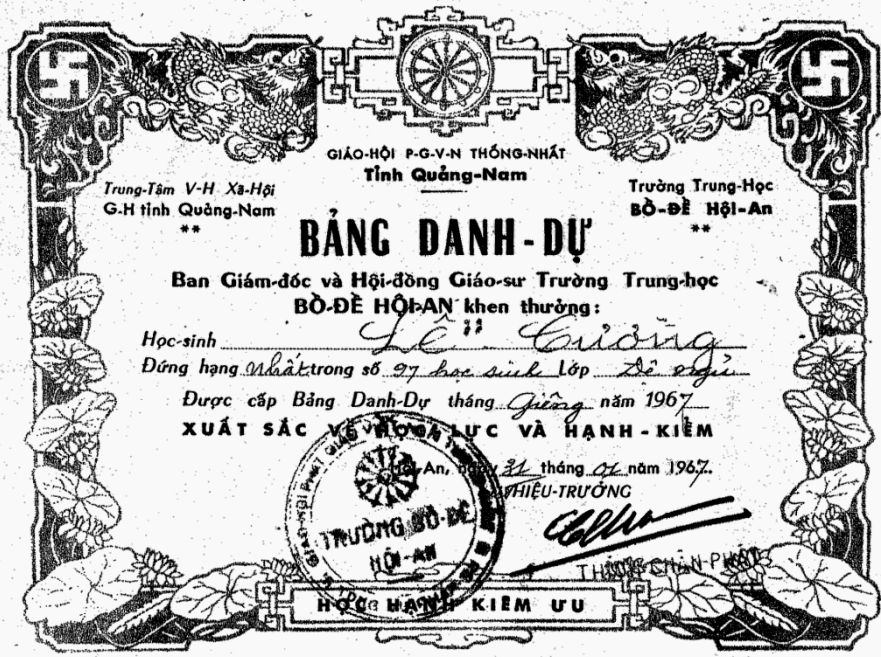 GIÁO-HỘI P-G-V-N THỐNG-NHẤT
Tỉnh Quảng-Nam
Trung-Tâm V-H Xã-Hội
G.H tỉnh Quảng-Nam
**
Trường Trung-Học
BỒ-ĐỀ Hội-An
**
BẢNG DANH-DỰ
Ban Giám-đốc và Hội-đồng Giáo-sư Trường Trung-học
BỒ-ĐỀ HỘI-AN khen thưởng:
Học-sinh Lê Cường
Đứng hạng Nhất trong số 97 học sinh Lớp Đệ ngũ
Được cấp Bảng Danh-Dự tháng Giêng năm 1967
XUẤT SẮC VỀ HỌC LỰC VÀ HẠNH-KIỂM
Hội An, ngày 31 tháng 01 năm 1967.
HIỆU-TRƯỞNG
TRƯỜNG BỒ-ĐỀ
HỘI-AN
CHÂN-PHÁT
HỌC HẠNH KIÊM ƯU